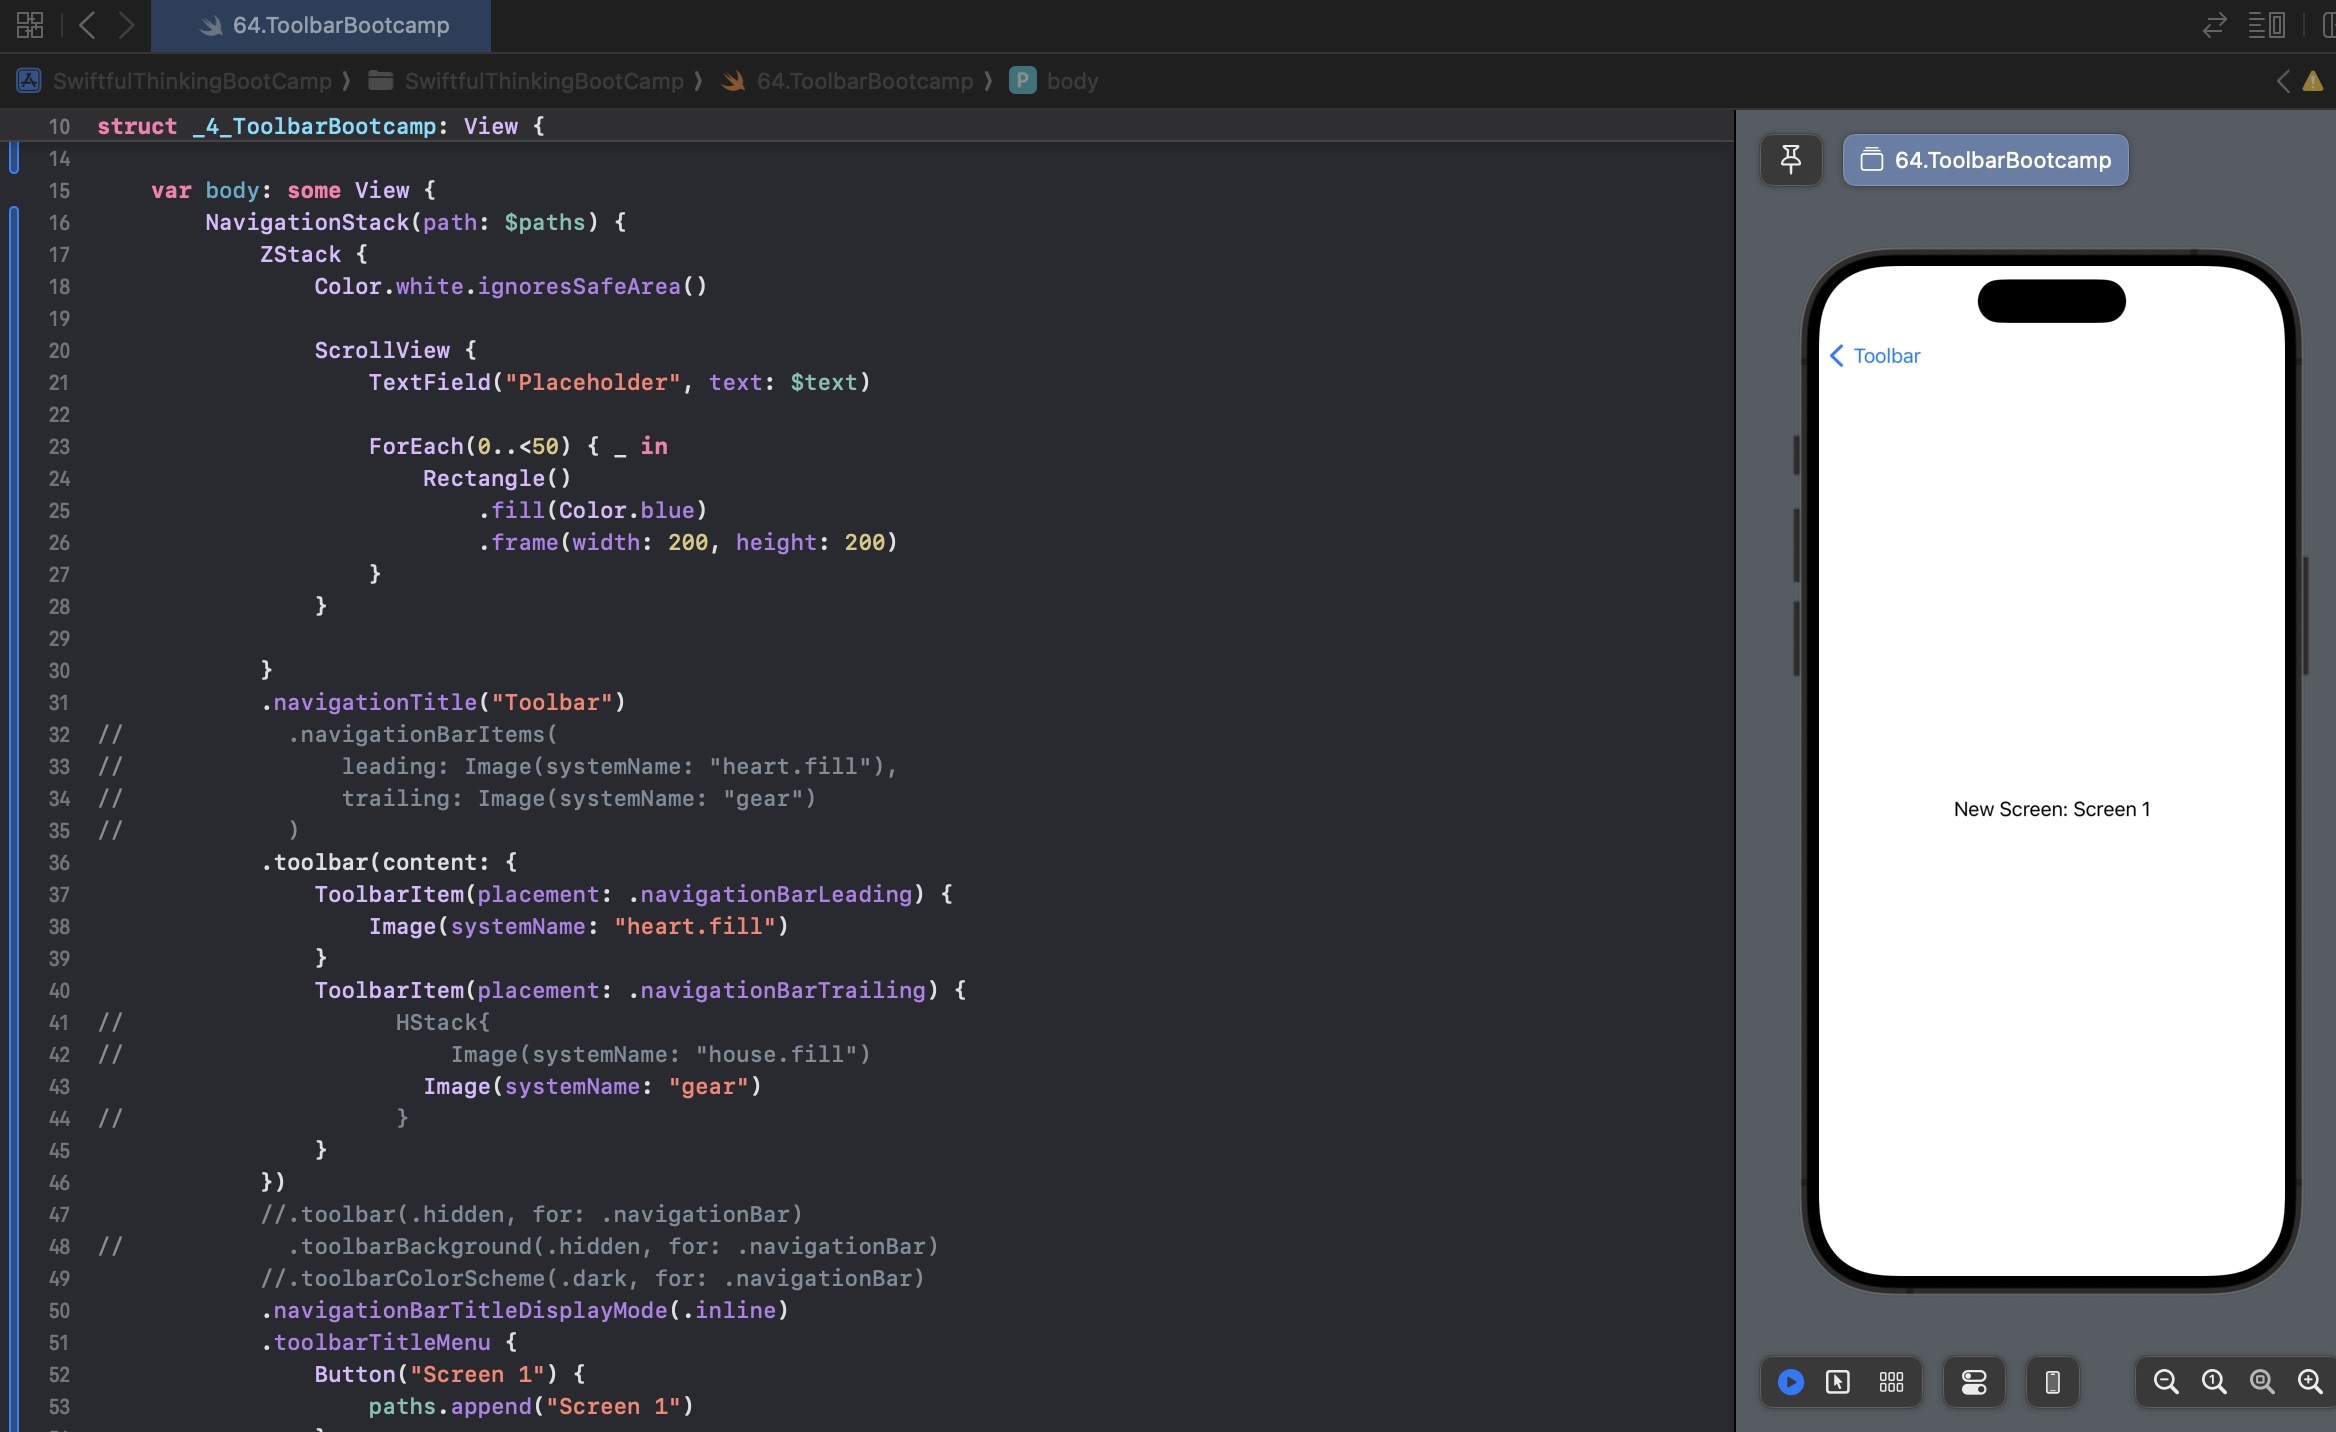 64.ToolbarBootcamp
SwiftfulThinkingBootCamp ⟩ SwiftfulThinkingBootCamp ⟩ 64.ToolbarBootcamp ⟩ P body
10 struct _4_ToolbarBootcamp: View {
14
15     var body: some View {
16         NavigationStack(path: $paths) {
17             ZStack {
18                 Color.white.ignoresSafeArea()
19
20                 ScrollView {
21                     TextField("Placeholder", text: $text)
22
23                     ForEach(0..<50) { _ in
24                         Rectangle()
25                             .fill(Color.blue)
26                             .frame(width: 200, height: 200)
27                     }
28                 }
29
30             }
31             .navigationTitle("Toolbar")
32 //            .navigationBarItems(
33 //                leading: Image(systemName: "heart.fill"),
34 //                trailing: Image(systemName: "gear")
35 //            )
36             .toolbar(content: {
37                 ToolbarItem(placement: .navigationBarLeading) {
38                     Image(systemName: "heart.fill")
39                 }
40                 ToolbarItem(placement: .navigationBarTrailing) {
41 //                    HStack{
42 //                        Image(systemName: "house.fill")
43                         Image(systemName: "gear")
44 //                    }
45                 }
46             })
47             //.toolbar(.hidden, for: .navigationBar)
48 //            .toolbarBackground(.hidden, for: .navigationBar)
49             //.toolbarColorScheme(.dark, for: .navigationBar)
50             .navigationBarTitleDisplayMode(.inline)
51             .toolbarTitleMenu {
52                 Button("Screen 1") {
53                     paths.append("Screen 1")
64.ToolbarBootcamp
Toolbar
New Screen: Screen 1